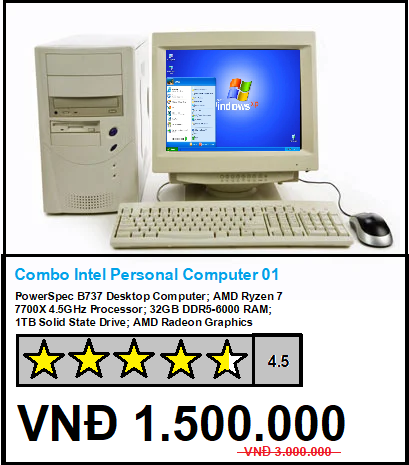 Windows XP
Combo Intel Personal Computer 01
PowerSpec B737 Desktop Computer; AMD Ryzen 7
7700X 4.5GHz Processor; 32GB DDR5-6000 RAM;
1TB Solid State Drive; AMD Radeon Graphics
4.5
VNĐ 1.500.000
VNĐ 3.000.000